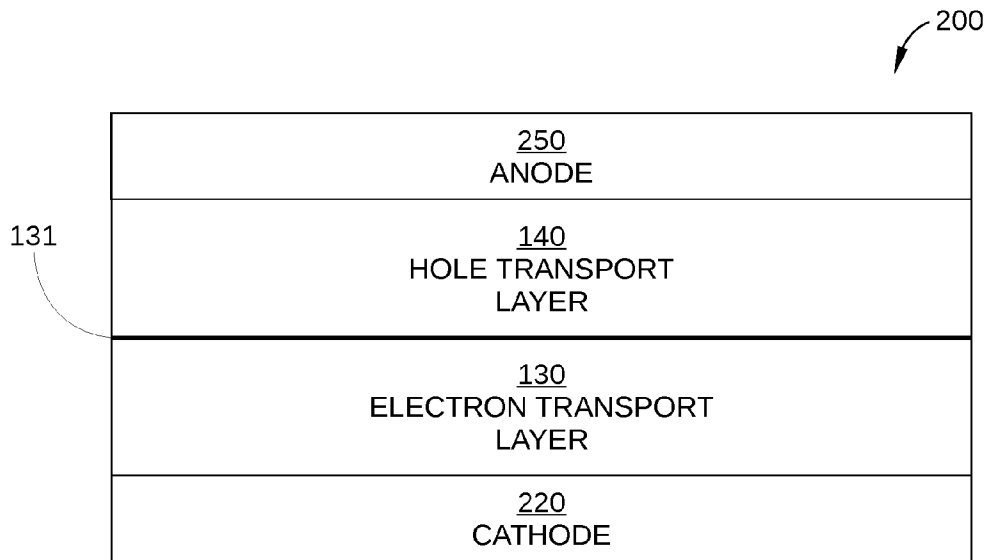 200
250
ANODE
131
140
HOLE TRANSPORT
LAYER
130
ELECTRON TRANSPORT
LAYER
220
CATHODE